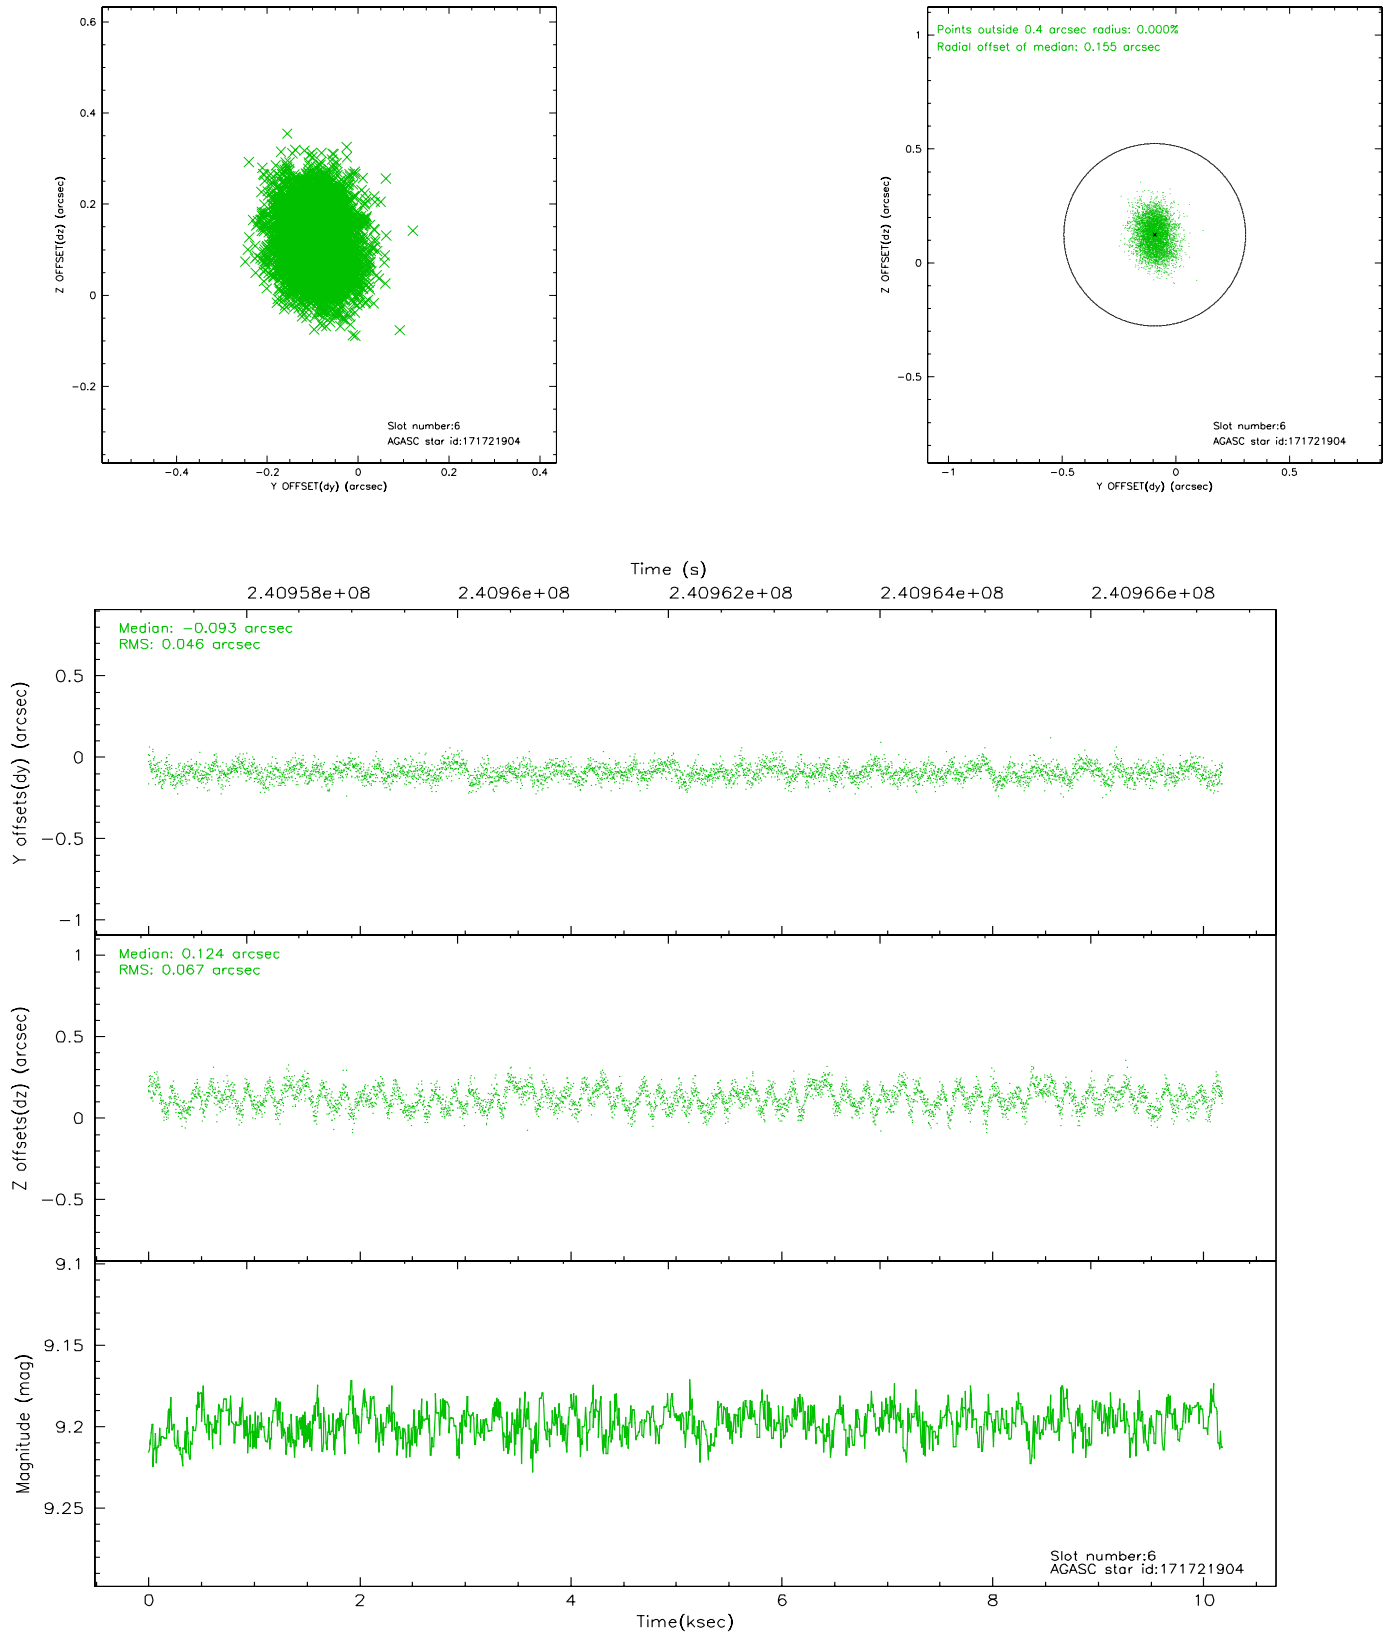 0.6
0.4
0.2
0
−0.2
Z OFFSET(dz) (arcsec)
Slot number:6
AGASC star id:171721904
−0.4 −0.2 0 0.2 0.4
Y OFFSET(dy) (arcsec)
Points outside 0.4 arcsec radius: 0.000%
Radial offset of median: 0.155 arcsec
1
0.5
0
−0.5
Z OFFSET(dz) (arcsec)
Slot number:6
AGASC star id:171721904
−1 −0.5 0 0.5
Y OFFSET(dy) (arcsec)
Time (s)
2.40958e+08 2.4096e+08 2.40962e+08 2.40964e+08 2.40966e+08
Median: −0.093 arcsec
RMS: 0.046 arcsec
0.5
0
−0.5
−1
Y offsets(dy) (arcsec)
Median: 0.124 arcsec
RMS: 0.067 arcsec
1
0.5
0
−0.5
Z offsets(dz) (arcsec)
9.1
9.15
9.2
9.25
Magnitude (mag)
Slot number:6
AGASC star id:171721904
0 2 4 6 8 10
Time(ksec)